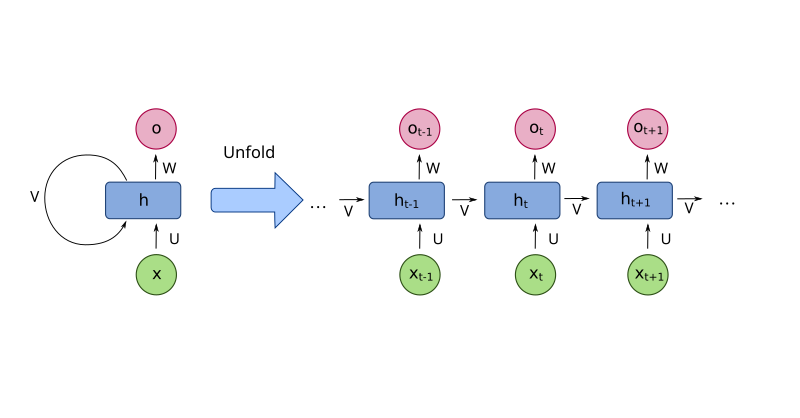 o
o_{t-1}
o_t
o_{t+1}
Unfold
W
W
W
W
V
h
...
V
h_{t-1}
V
h_t
V
h_{t+1}
V
...
U
U
U
U
x
x_{t-1}
x_t
x_{t+1}